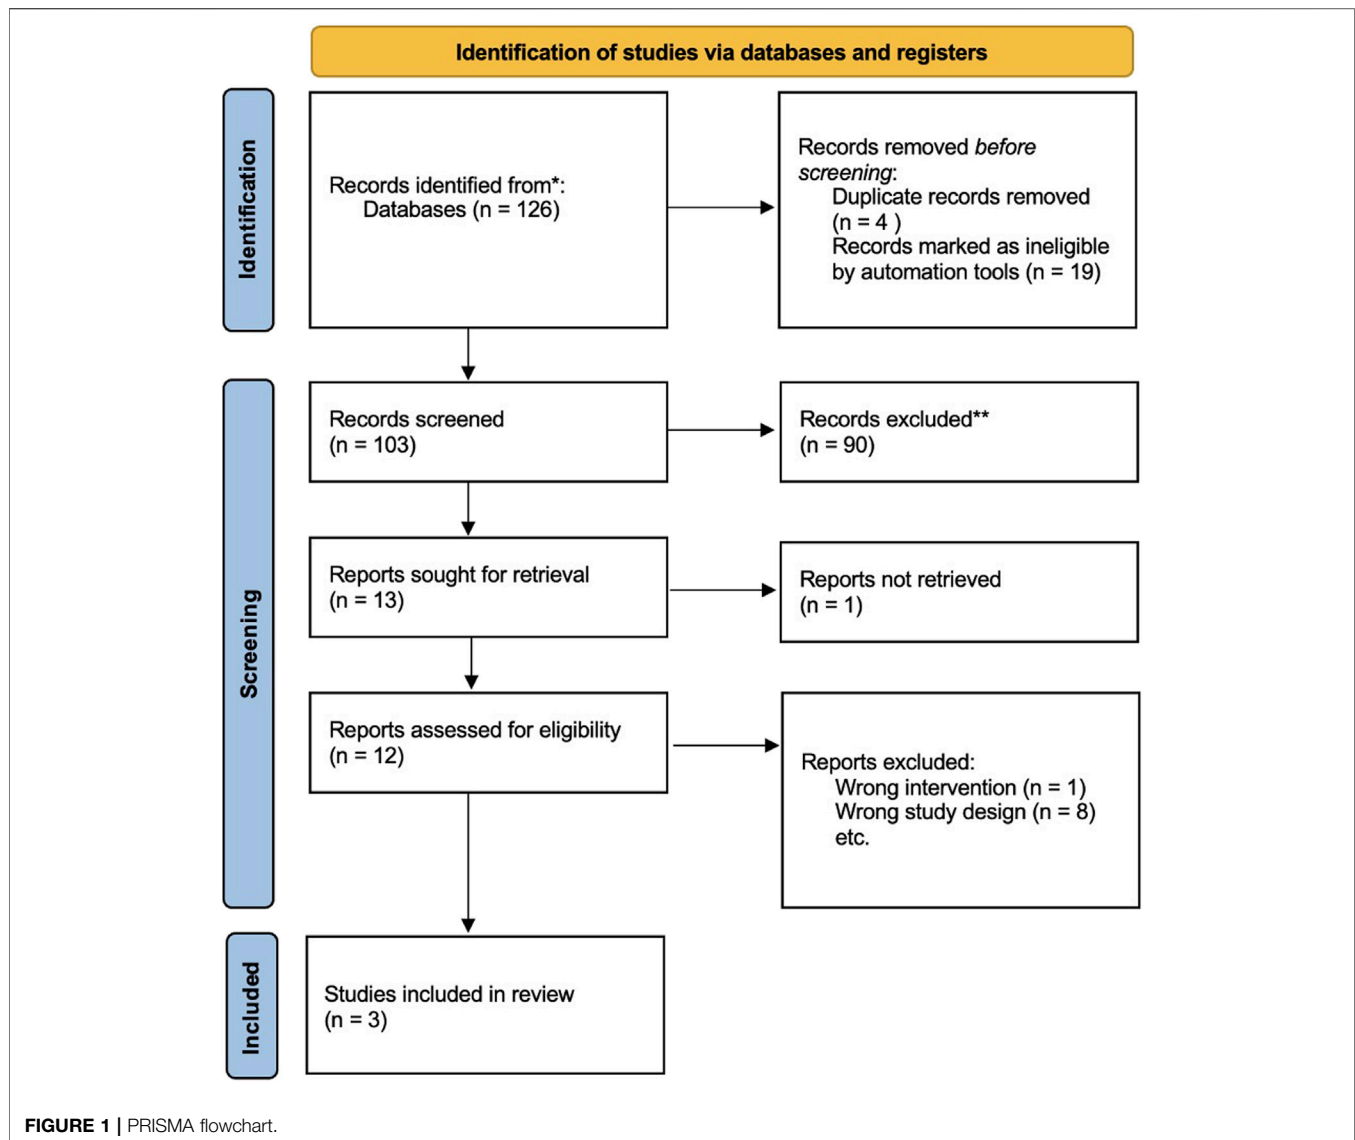 Identification of studies via databases and registers
Identification
Records identified from*:
Databases (n = 126)
Records removed before
screening:
Duplicate records removed
(n = 4 )
Records marked as ineligible
by automation tools (n = 19)
Screening
Records screened
(n = 103)
Records excluded**
(n = 90)
Reports sought for retrieval
(n = 13)
Reports not retrieved
(n = 1)
Reports assessed for eligibility
(n = 12)
Reports excluded:
Wrong intervention (n = 1)
Wrong study design (n = 8)
etc.
Included
Studies included in review
(n = 3)
FIGURE 1 | PRISMA flowchart.